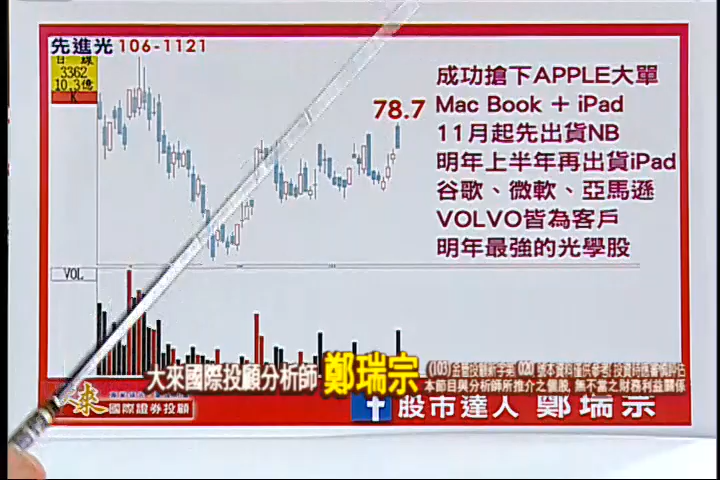 先進光106-1121
日 線
3362
10.3億
K
78.7
成功搶下APPLE大單
Mac Book + iPad
11月起先出貨NB
明年上半年再出貨iPad
谷歌、微軟、亞馬遜
VOLVO皆為客戶
明年最強的光學股
VOL
大來國際投顧分析師 鄭瑞宗
本節目與分析師所推介之個股,無不當之財務利益關係
來
國際證券投顧
股市達人 鄭瑞宗